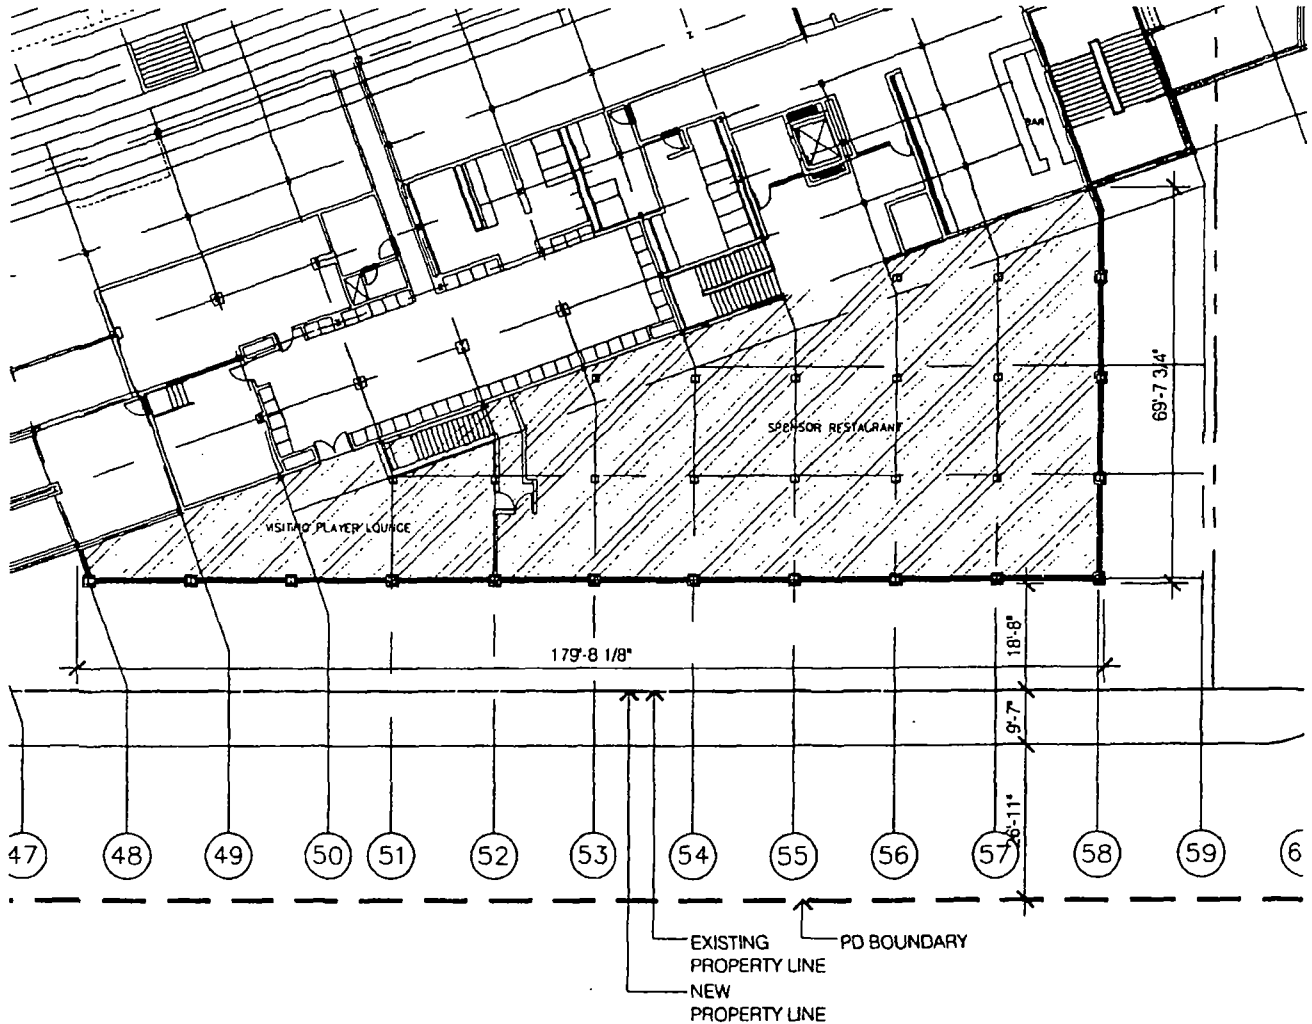 z
BAR
69'-7 3/4"
SPONSOR RESTAURANT
VISITING PLAYER LOUNGE
179'-8 1/8"
18'-8"
9'-7"
26'-11"
47
48
49
50
51
52
53
54
55
56
57
58
59
6
EXISTING
PROPERTY LINE
PD BOUNDARY
NEW
PROPERTY LINE